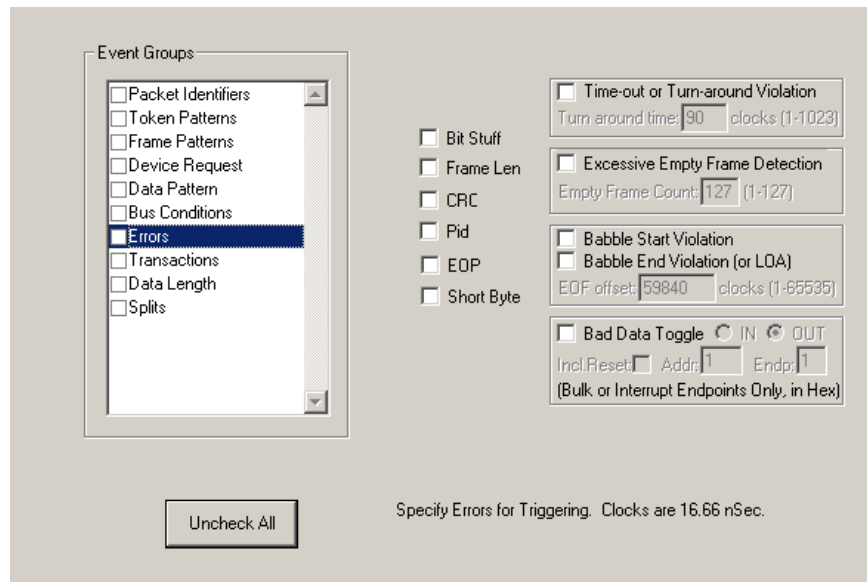 Event Groups
Packet Identifiers
Token Patterns
Frame Patterns
Device Request
Data Pattern
Bus Conditions
Errors
Transactions
Data Length
Splits
Bit Stuff
Frame Len
CRC
Pid
EOP
Short Byte
Time-out or Turn-around Violation
Turn around time: 90 clocks (1-1023)
Excessive Empty Frame Detection
Empty Frame Count: 127 (1-127)
Babble Start Violation
Babble End Violation (or LOA)
EOF offset: 59840 clocks (1-65535)
Bad Data Toggle IN OUT
Incl.Reset: Addr: 1 Endp: 1
(Bulk or Interrupt Endpoints Only, in Hex)
Uncheck All
Specify Errors for Triggering. Clocks are 16.66 nSec.